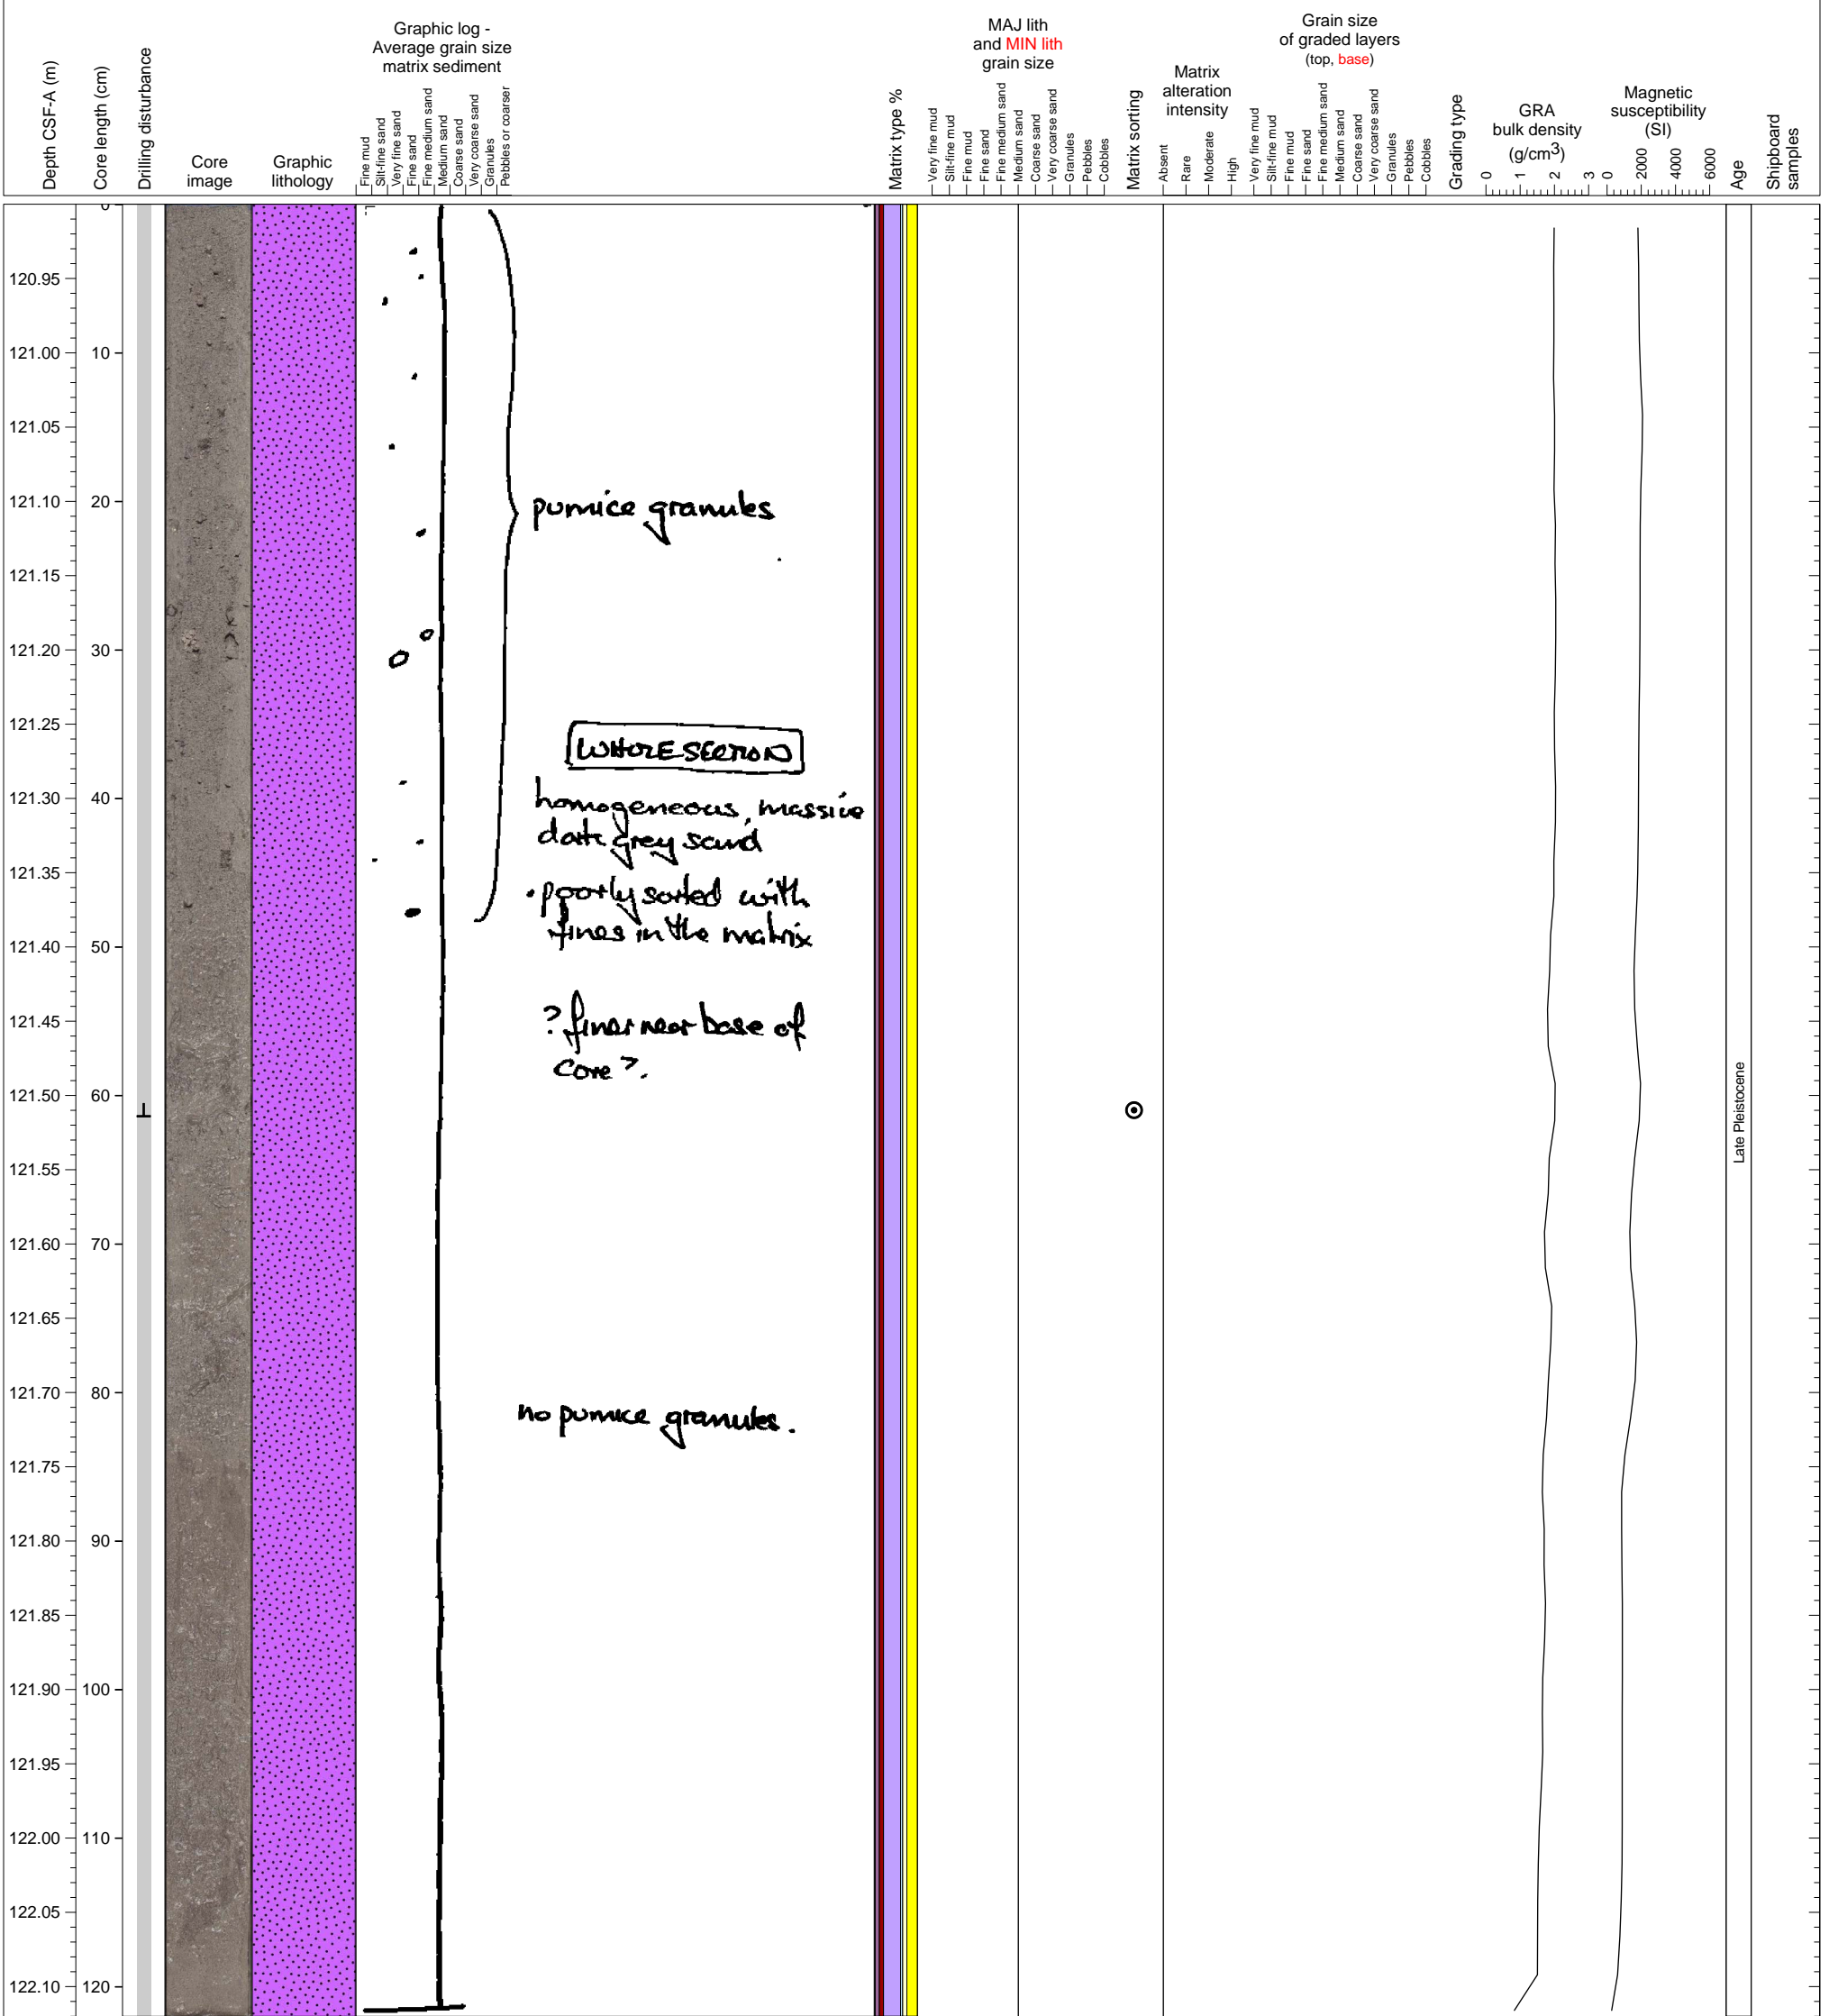 Depth CSF-A (m)
Core length (cm)
Drilling disturbance
Core
image
Graphic
lithology
Graphic log -
Average grain size
matrix sediment
Fine mud
Silt-fine sand
Very fine sand
Fine sand
Fine medium sand
Medium sand
Coarse sand
Very coarse sand
Granules
Pebbles or coarser
Matrix type %
MAJ lith
and MIN lith
grain size
Very fine mud
Silt-fine mud
Fine mud
Fine sand
Fine medium sand
Medium sand
Coarse sand
Very coarse sand
Granules
Pebbles
Cobbles
Matrix sorting
Matrix
alteration
intensity
Absent
Rare
Moderate
High
Grain size
of graded layers
(top, base)
Very fine mud
Silt-fine mud
Fine mud
Fine sand
Fine medium sand
Medium sand
Coarse sand
Very coarse sand
Granules
Pebbles
Cobbles
Grading type
GRA
bulk density
(g/cm3)
0 1 2 3
Magnetic
susceptibility
(SI)
0 2000 4000 6000
Age
Shipboard
samples
0
120.95
121.00 10
121.05
121.10 20
pumice granules
121.15
121.20 30
121.25
WHOLE SECTION
121.30 40
homogeneous, massive
dark grey sand
121.35
• poorly sorted with
fines in the matrix
121.40 50
121.45
? finer near base of
core ?.
121.50 60
Late Pleistocene
121.55
121.60 70
121.65
121.70 80
no pumice granules.
121.75
121.80 90
121.85
121.90 100
121.95
122.00 110
122.05
122.10 120